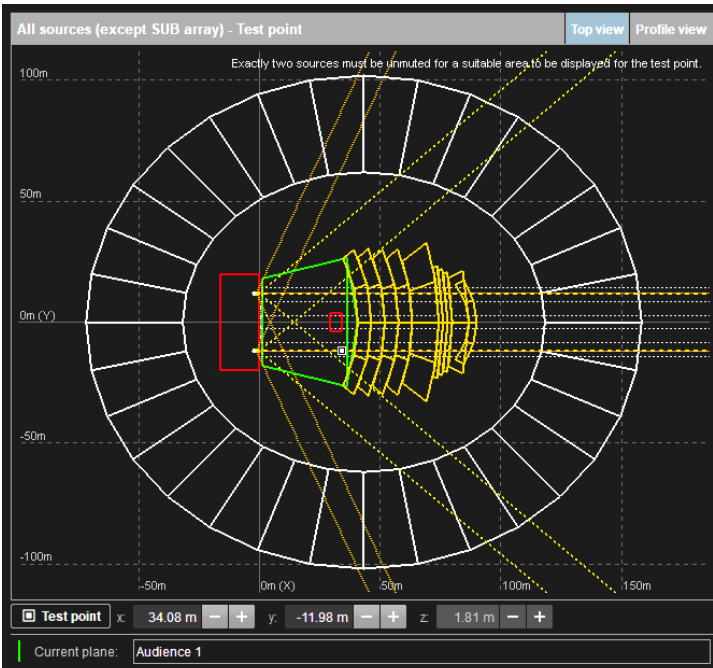 All sources (except SUB array) - Test point
Top view
Profile view
Exactly two sources must be unmuted for a suitable area to be displayed for the test point.
100m
50m
0m (Y)
-50m
-100m
-50m
0m (X)
50m
100m
150m
Test point x: 34.08 m − + y: -11.98 m − + z: 1.81 m − +
Current plane: Audience 1